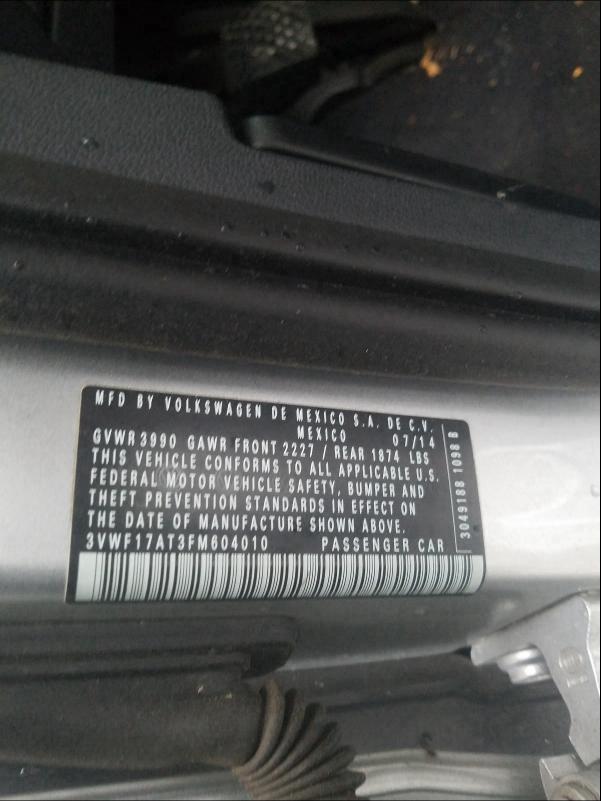 MFD BY VOLKSWAGEN DE MEXICO S.A. DE C.V.
MEXICO 07/14
GVWR 3990 GAWR FRONT 2227 / REAR 1874 LBS
THIS VEHICLE CONFORMS TO ALL APPLICABLE U.S.
FEDERAL MOTOR VEHICLE SAFETY, BUMPER AND
THEFT PREVENTION STANDARDS IN EFFECT ON
THE DATE OF MANUFACTURE SHOWN ABOVE.
3VWF17AT3FM604010 PASSENGER CAR
3049188 1098 B